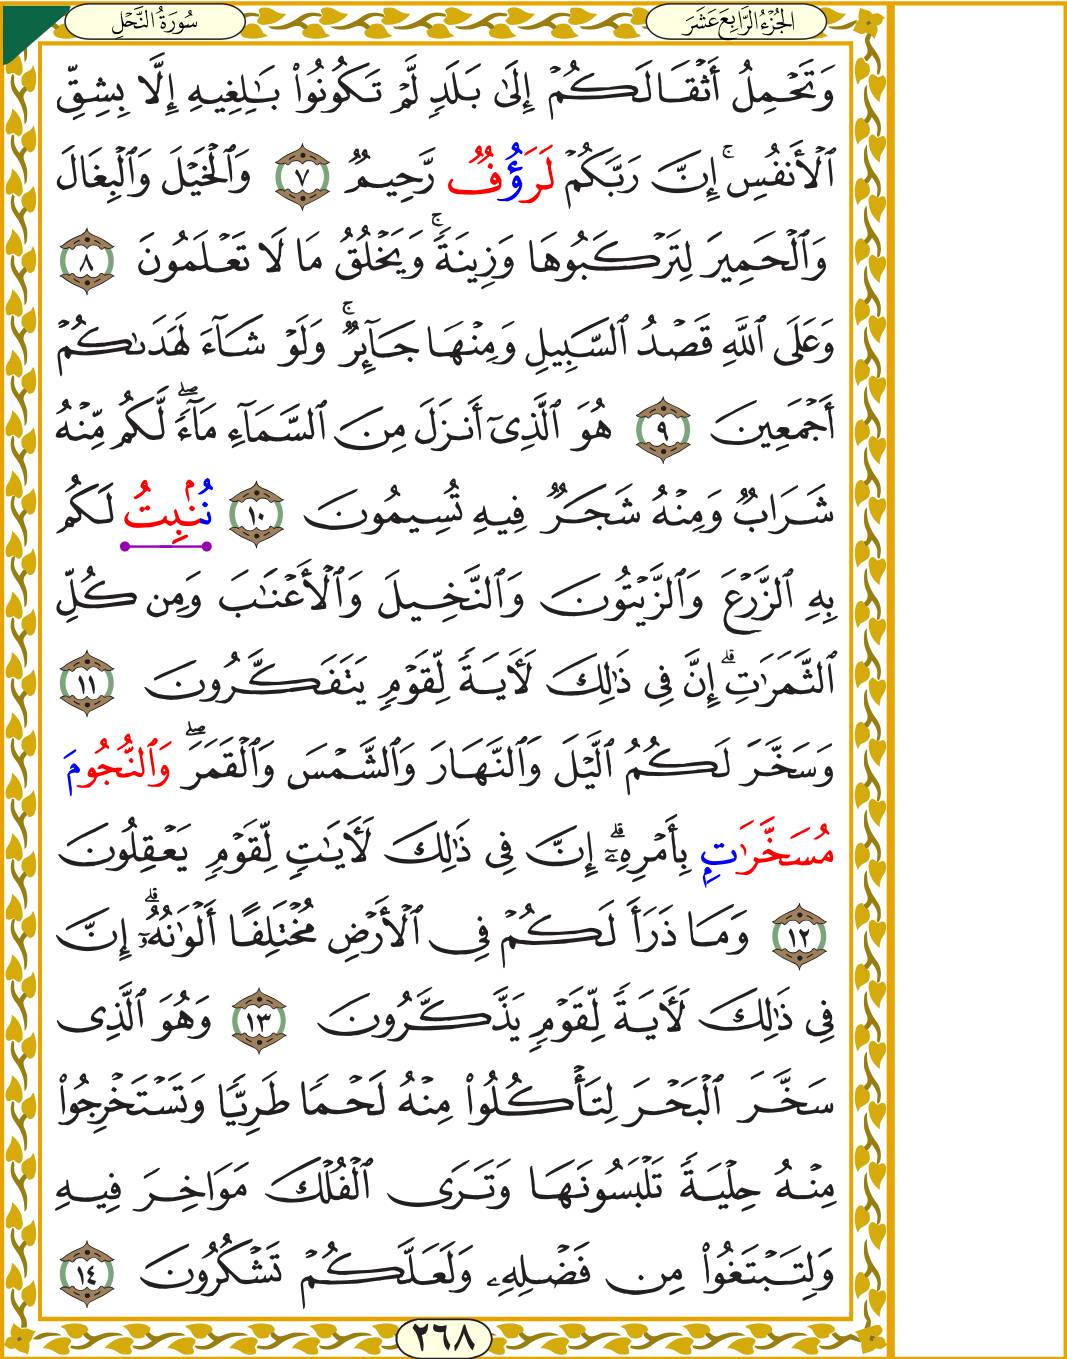 الجُزْءُ الرَّابِعَ عَشَرَ
سُورَةُ النَّحْلِ
وَتَحْمِلُ أَثْقَالَكُمْ إِلَىٰ بَلَدٍ لَّمْ تَكُونُوا۟ بَـٰلِغِيهِ إِلَّا بِشِقِّ
ٱلْأَنفُسِ ۚ إِنَّ رَبَّكُمْ لَرَؤُفٌ رَّحِيمٌ ٧ وَٱلْخَيْلَ وَٱلْبِغَالَ
وَٱلْحَمِيرَ لِتَرْكَبُوهَا وَزِينَةً ۚ وَيَخْلُقُ مَا لَا تَعْلَمُونَ ٨
وَعَلَى ٱللَّهِ قَصْدُ ٱلسَّبِيلِ وَمِنْهَا جَآئِرٌ ۚ وَلَوْ شَآءَ لَهَدَىٰكُمْ
أَجْمَعِينَ ٩ هُوَ ٱلَّذِىٓ أَنزَلَ مِنَ ٱلسَّمَآءِ مَآءً ۖ لَّكُم مِّنْهُ
شَرَابٌ وَمِنْهُ شَجَرٌ فِيهِ تُسِيمُونَ ١٠ نُنۢبِتُ لَكُم
بِهِ ٱلزَّرْعَ وَٱلزَّيْتُونَ وَٱلنَّخِيلَ وَٱلْأَعْنَـٰبَ وَمِن كُلِّ
ٱلثَّمَرَٰتِ ۗ إِنَّ فِى ذَٰلِكَ لَـَٔايَةً لِّقَوْمٍ يَتَفَكَّرُونَ ١١
وَسَخَّرَ لَكُمُ ٱلَّيْلَ وَٱلنَّهَارَ وَٱلشَّمْسَ وَٱلْقَمَرَ ۖ وَٱلنُّجُومَ
مُسَخَّرَٰتٍۭ بِأَمْرِهِۦٓ ۗ إِنَّ فِى ذَٰلِكَ لَـَٔايَـٰتٍ لِّقَوْمٍ يَعْقِلُونَ
١٢ وَمَا ذَرَأَ لَكُمْ فِى ٱلْأَرْضِ مُخْتَلِفًا أَلْوَٰنُهُۥٓ ۗ إِنَّ
فِى ذَٰلِكَ لَـَٔايَةً لِّقَوْمٍ يَذَّكَّرُونَ ١٣ وَهُوَ ٱلَّذِى
سَخَّرَ ٱلْبَحْرَ لِتَأْكُلُوا۟ مِنْهُ لَحْمًا طَرِيًّا وَتَسْتَخْرِجُوا۟
مِنْهُ حِلْيَةً تَلْبَسُونَهَا وَتَرَى ٱلْفُلْكَ مَوَاخِرَ فِيهِ
وَلِتَبْتَغُوا۟ مِن فَضْلِهِۦ وَلَعَلَّكُمْ تَشْكُرُونَ ١٤
٢٦٨